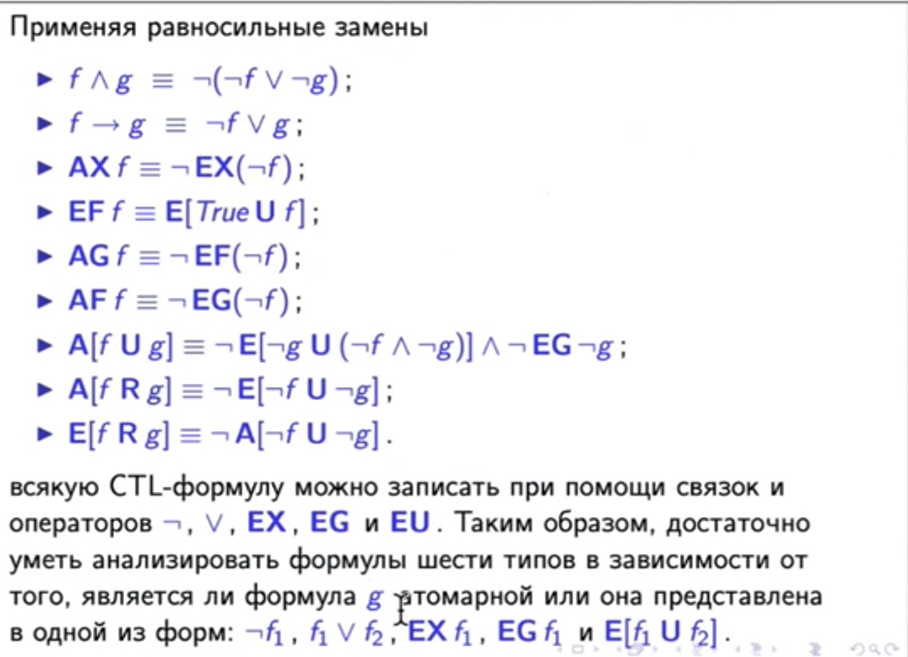 Применяя равносильные замены
► f ∧ g ≡ ¬(¬f ∨ ¬g) ;
► f → g ≡ ¬f ∨ g ;
► AX f ≡ ¬ EX(¬f) ;
► EF f ≡ E[True U f] ;
► AG f ≡ ¬ EF(¬f) ;
► AF f ≡ ¬ EG(¬f) ;
► A[f U g] ≡ ¬ E[¬g U (¬f ∧ ¬g)] ∧ ¬ EG ¬g ;
► A[f R g] ≡ ¬ E[¬f U ¬g] ;
► E[f R g] ≡ ¬ A[¬f U ¬g] .
всякую CTL-формулу можно записать при помощи связок и
операторов ¬ , ∨ , EX , EG и EU . Таким образом, достаточно
уметь анализировать формулы шести типов в зависимости от
того, является ли формула g атомарной или она представлена
в одной из форм: ¬f₁ , f₁ ∨ f₂ , EX f₁ , EG f₁ и E[f₁ U f₂] .